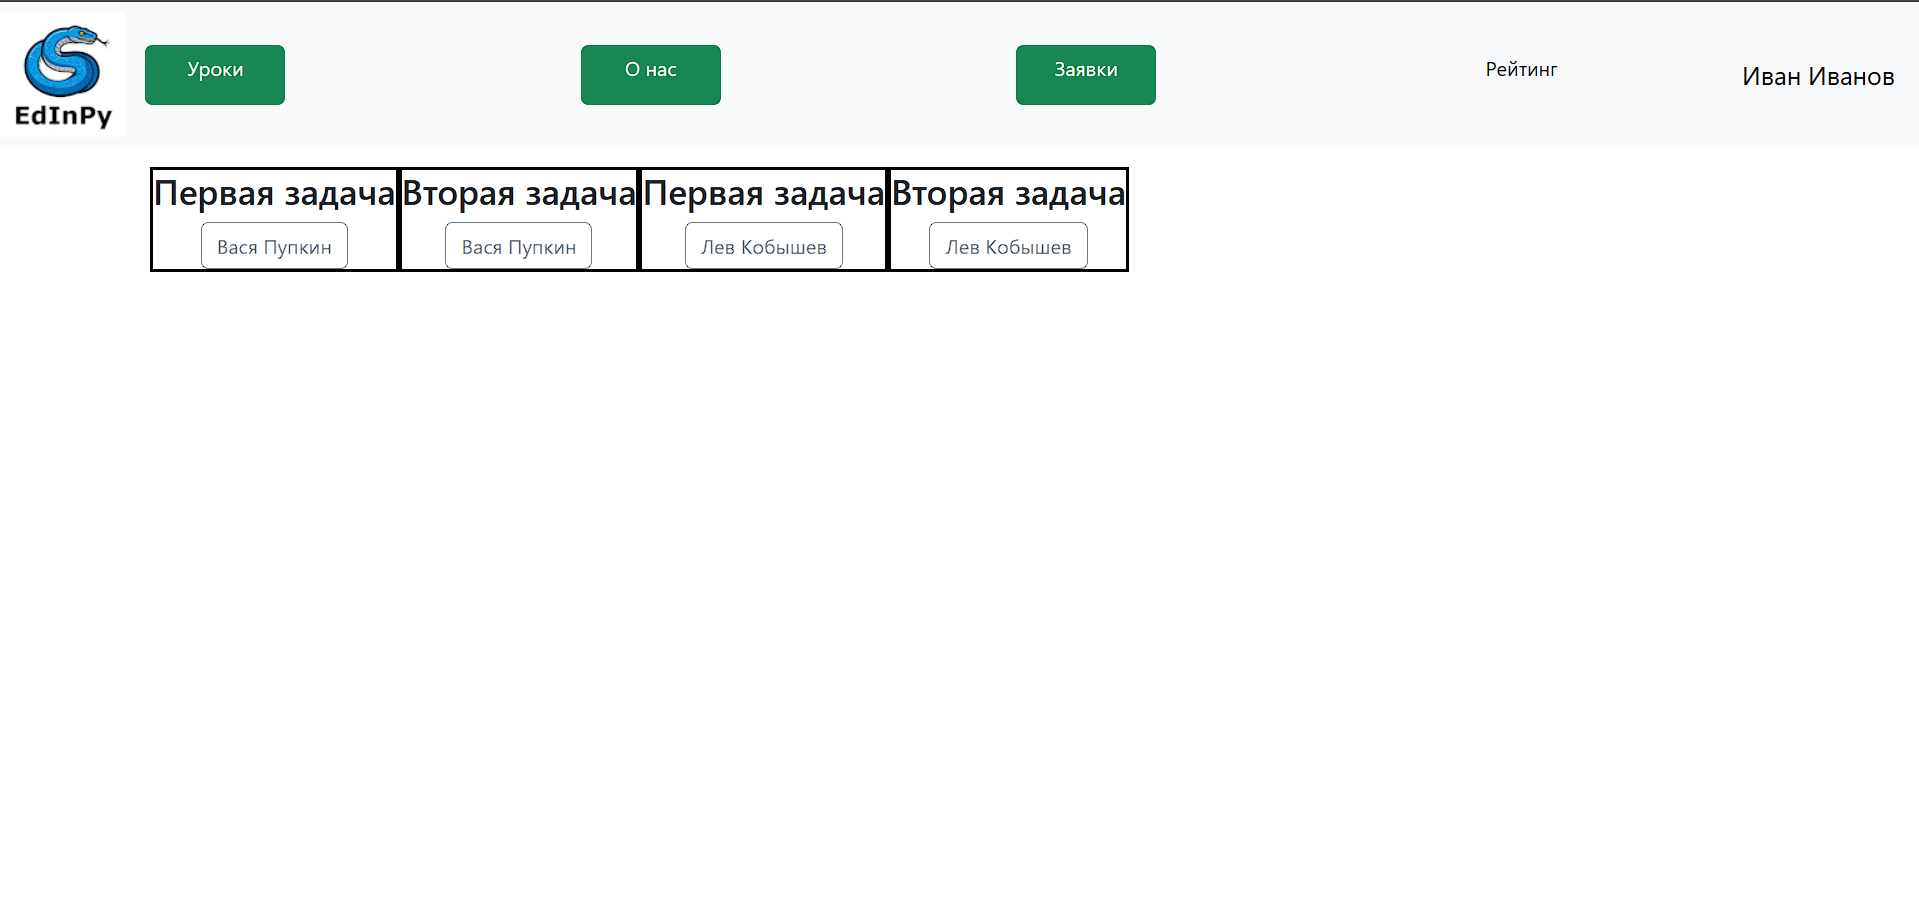 EdInPy
Уроки
О нас
Заявки
Рейтинг
Иван Иванов
Первая задача
Вася Пупкин
Вторая задача
Вася Пупкин
Первая задача
Лев Кобышев
Вторая задача
Лев Кобышев